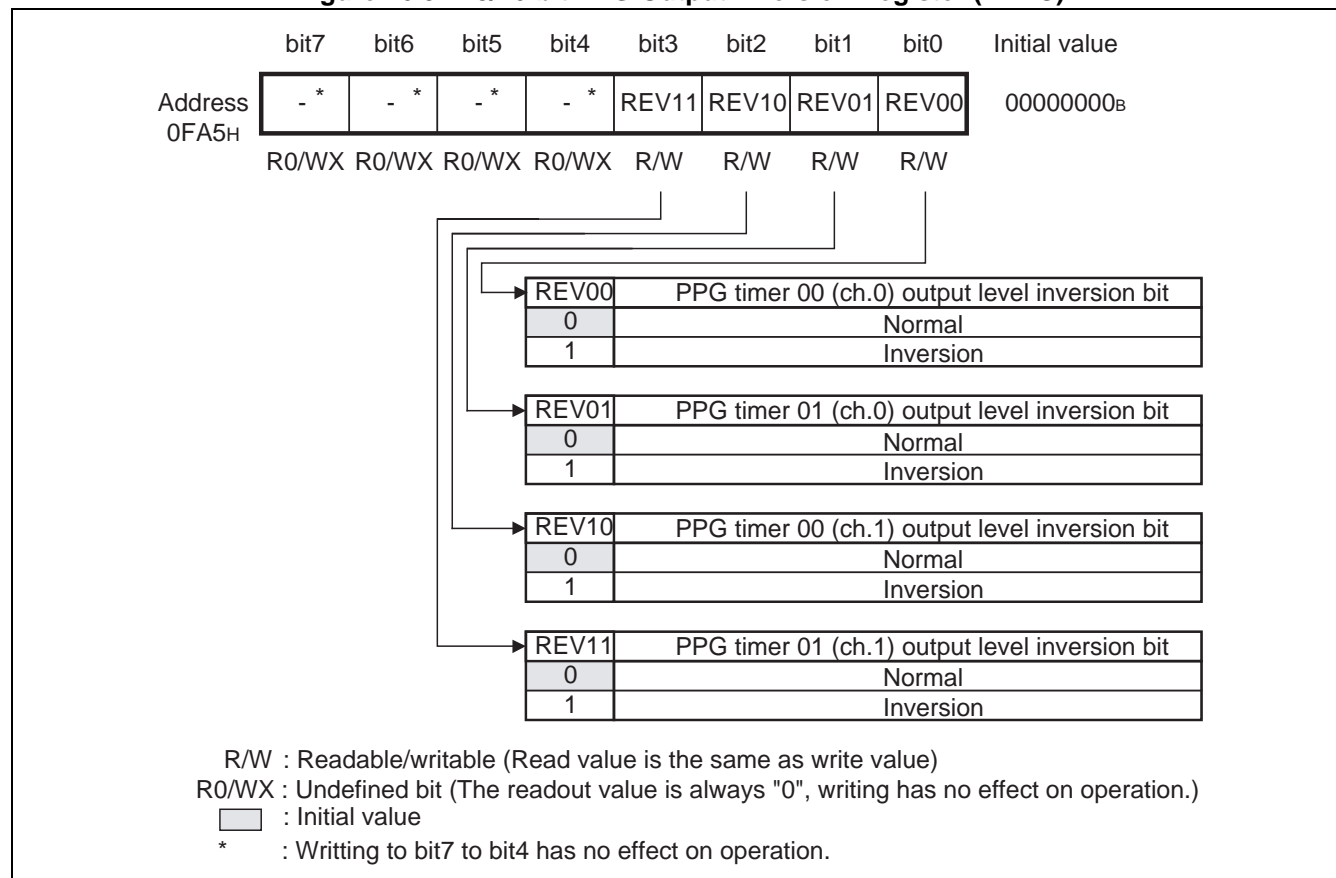 bit7 bit6 bit5 bit4 bit3 bit2 bit1 bit0 Initial value
Address - * - * - * - * REV11 REV10 REV01 REV00 00000000B
0FA5H
R0/WX R0/WX R0/WX R0/WX R/W R/W R/W R/W
REV00 PPG timer 00 (ch.0) output level inversion bit
0 Normal
1 Inversion
REV01 PPG timer 01 (ch.0) output level inversion bit
0 Normal
1 Inversion
REV10 PPG timer 00 (ch.1) output level inversion bit
0 Normal
1 Inversion
REV11 PPG timer 01 (ch.1) output level inversion bit
0 Normal
1 Inversion
R/W : Readable/writable (Read value is the same as write value)
R0/WX : Undefined bit (The readout value is always "0", writing has no effect on operation.)
: Initial value
* : Writting to bit7 to bit4 has no effect on operation.